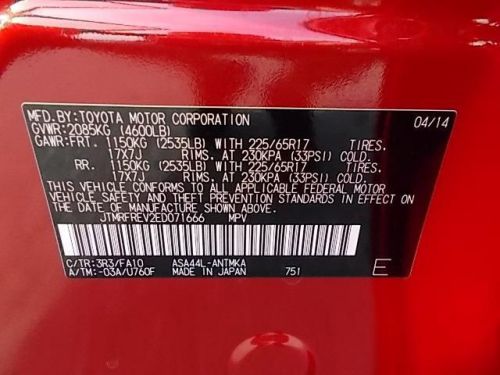 MFD.BY:TOYOTA MOTOR CORPORATION 04/14
GVWR:2085KG (4600LB)
GAWR:FRT. 1150KG (2535LB) WITH 225/65R17 TIRES.
17X7J RIMS. AT 230KPA (33PSI) COLD.
RR. 1150KG (2535LB) WITH 225/65R17 TIRES.
17X7J RIMS. AT 230KPA (33PSI) COLD.
THIS VEHICLE CONFORMS TO ALL APPLICABLE FEDERAL MOTOR
VEHICLE SAFETY AND BUMPER STANDARDS IN EFFECT ON THE
DATE OF MANUFACTURE SHOWN ABOVE.
JTMRFREV2ED071666 MPV
C/TR:3R3/FA10 ASA44L-ANTMKA
A/TM:-03A/U760F MADE IN JAPAN 751 E